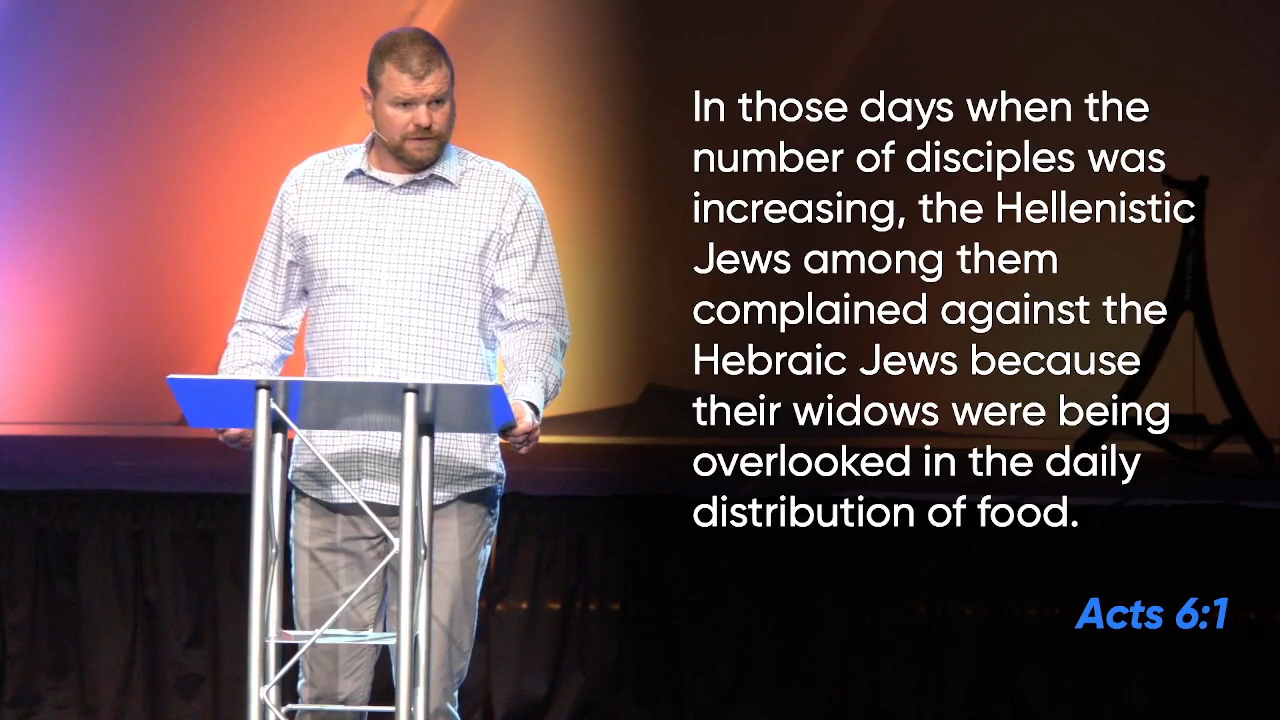 In those days when the
number of disciples was
increasing, the Hellenistic
Jews among them
complained against the
Hebraic Jews because
their widows were being
overlooked in the daily
distribution of food.
Acts 6:1